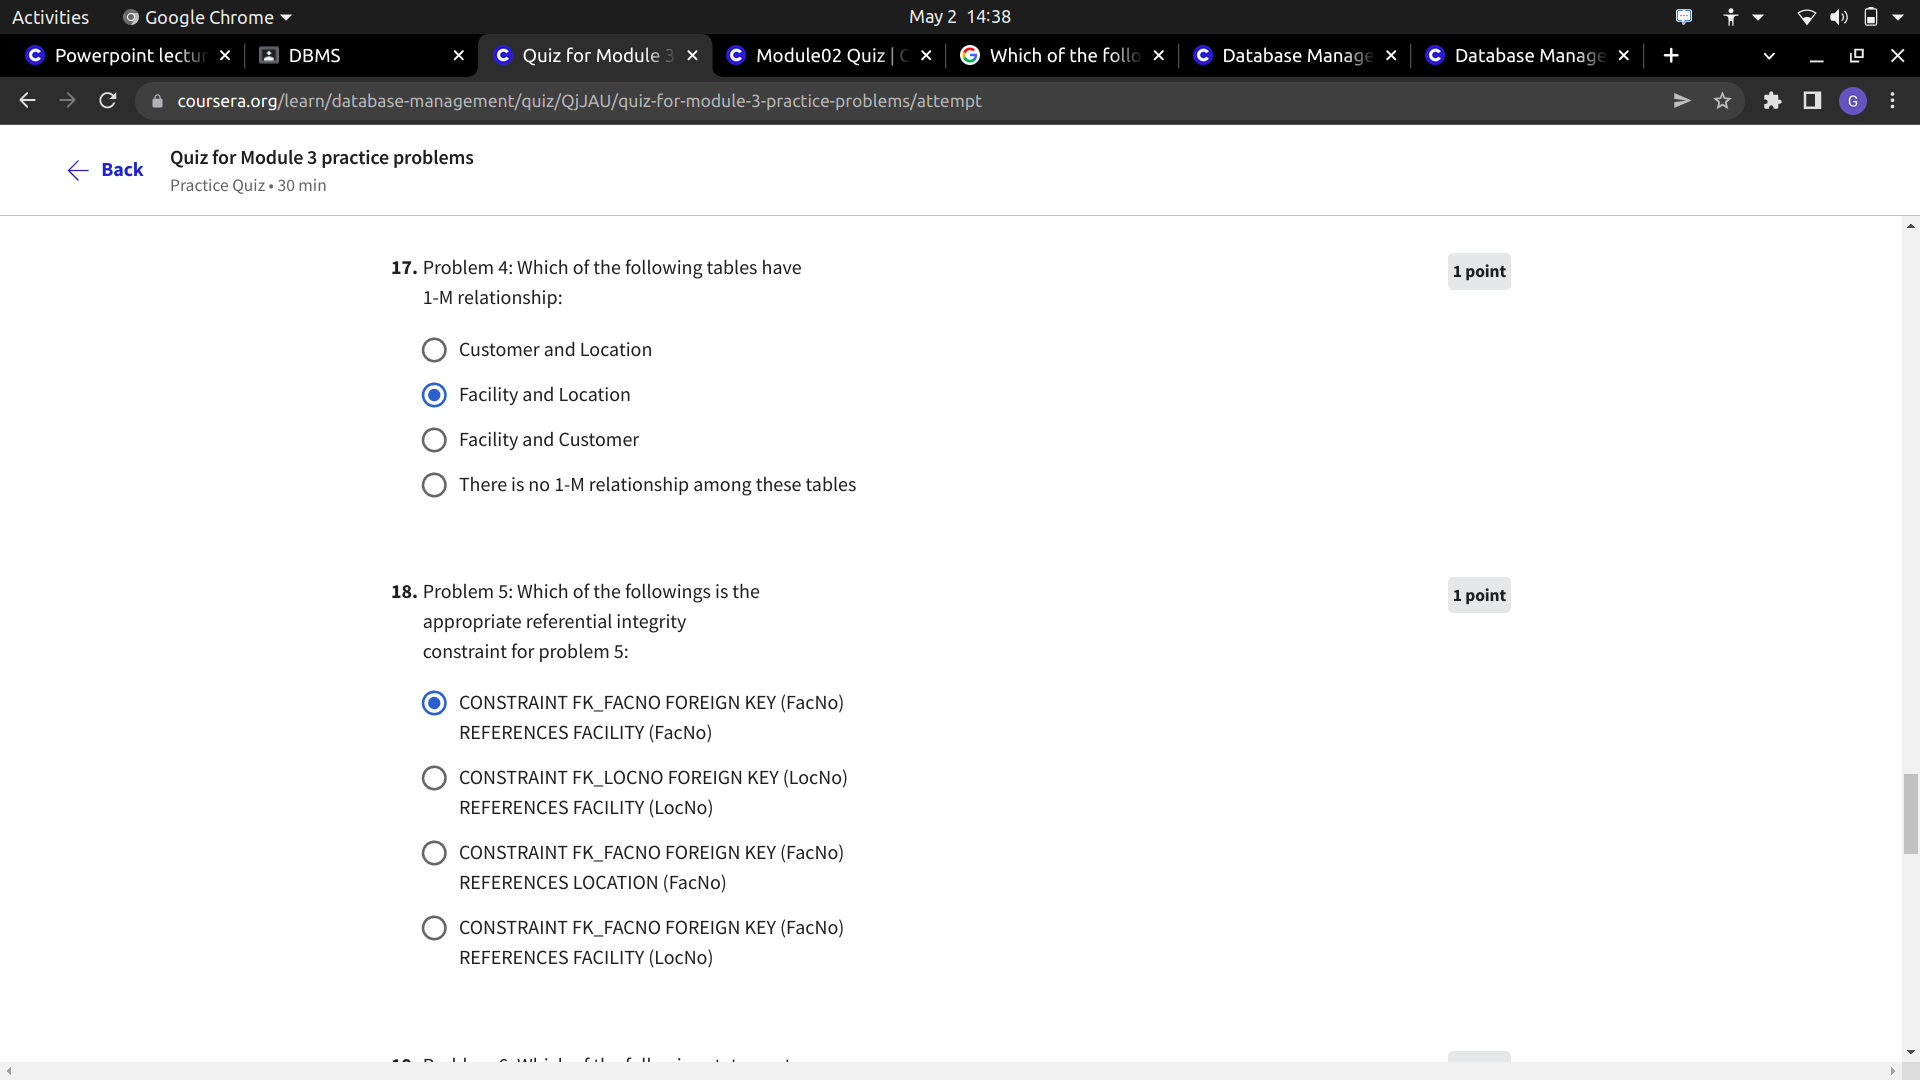 Activities
Google Chrome
May 2 14:38
Powerpoint lectur
DBMS
Quiz for Module 3
Module02 Quiz | C
Which of the follo
Database Manage
Database Manage
coursera.org/learn/database-management/quiz/QjJAU/quiz-for-module-3-practice-problems/attempt
G
Back
Quiz for Module 3 practice problems
Practice Quiz • 30 min
17. Problem 4: Which of the following tables have
1-M relationship:
1 point
Customer and Location
Facility and Location
Facility and Customer
There is no 1-M relationship among these tables
18. Problem 5: Which of the followings is the
appropriate referential integrity
constraint for problem 5:
1 point
CONSTRAINT FK_FACNO FOREIGN KEY (FacNo)
REFERENCES FACILITY (FacNo)
CONSTRAINT FK_LOCNO FOREIGN KEY (LocNo)
REFERENCES FACILITY (LocNo)
CONSTRAINT FK_FACNO FOREIGN KEY (FacNo)
REFERENCES LOCATION (FacNo)
CONSTRAINT FK_FACNO FOREIGN KEY (FacNo)
REFERENCES FACILITY (LocNo)